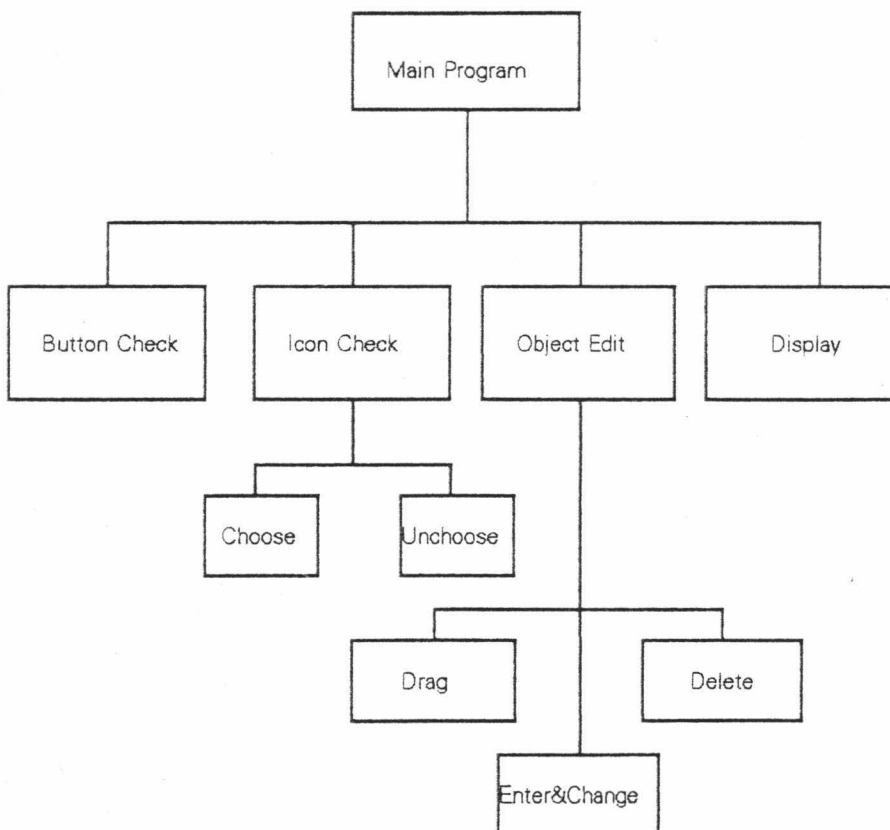 Main Program
Button Check
Icon Check
Object Edit
Display
Choose
Unchoose
Drag
Delete
Enter&Change